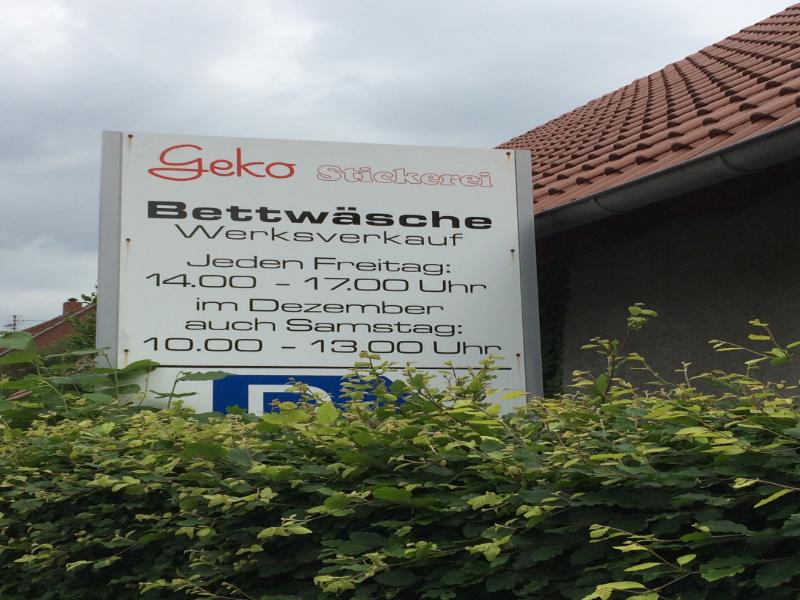 Geko Stickerei
Bettwäsche
Werksverkauf
Jeden Freitag:
14.00 - 17.00 Uhr
im Dezember
auch Samstag:
10.00 - 13.00 Uhr
P